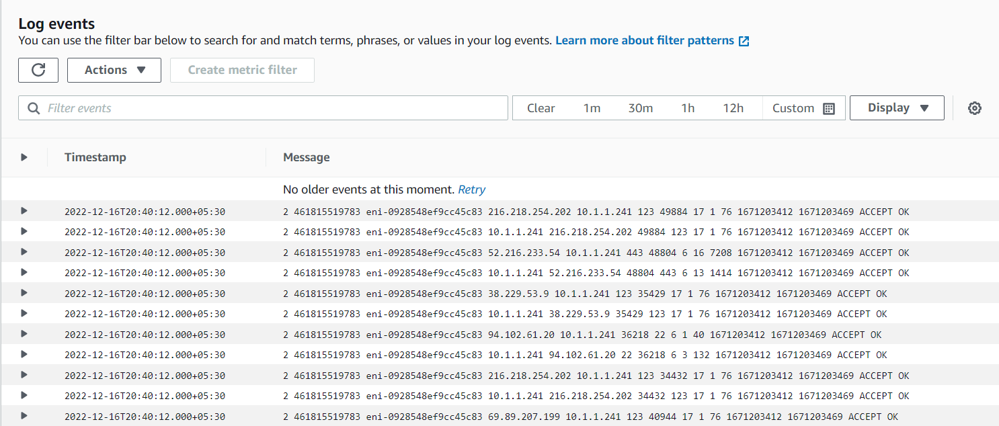 Log events
You can use the filter bar below to search for and match terms, phrases, or values in your log events. Learn more about filter patterns
Actions Create metric filter
Filter events Clear 1m 30m 1h 12h Custom Display
Timestamp Message
No older events at this moment. Retry
2022-12-16T20:40:12.000+05:30 2 461815519783 eni-0928548ef9cc45c83 216.218.254.202 10.1.1.241 123 49884 17 1 76 1671203412 1671203469 ACCEPT OK
2022-12-16T20:40:12.000+05:30 2 461815519783 eni-0928548ef9cc45c83 10.1.1.241 216.218.254.202 49884 123 17 1 76 1671203412 1671203469 ACCEPT OK
2022-12-16T20:40:12.000+05:30 2 461815519783 eni-0928548ef9cc45c83 52.216.233.54 10.1.1.241 443 48804 6 16 7208 1671203412 1671203469 ACCEPT OK
2022-12-16T20:40:12.000+05:30 2 461815519783 eni-0928548ef9cc45c83 10.1.1.241 52.216.233.54 48804 443 6 13 1414 1671203412 1671203469 ACCEPT OK
2022-12-16T20:40:12.000+05:30 2 461815519783 eni-0928548ef9cc45c83 38.229.53.9 10.1.1.241 123 35429 17 1 76 1671203412 1671203469 ACCEPT OK
2022-12-16T20:40:12.000+05:30 2 461815519783 eni-0928548ef9cc45c83 10.1.1.241 38.229.53.9 35429 123 17 1 76 1671203412 1671203469 ACCEPT OK
2022-12-16T20:40:12.000+05:30 2 461815519783 eni-0928548ef9cc45c83 94.102.61.20 10.1.1.241 36218 22 6 1 40 1671203412 1671203469 ACCEPT OK
2022-12-16T20:40:12.000+05:30 2 461815519783 eni-0928548ef9cc45c83 10.1.1.241 94.102.61.20 22 36218 6 3 132 1671203412 1671203469 ACCEPT OK
2022-12-16T20:40:12.000+05:30 2 461815519783 eni-0928548ef9cc45c83 216.218.254.202 10.1.1.241 123 34432 17 1 76 1671203412 1671203469 ACCEPT OK
2022-12-16T20:40:12.000+05:30 2 461815519783 eni-0928548ef9cc45c83 10.1.1.241 216.218.254.202 34432 123 17 1 76 1671203412 1671203469 ACCEPT OK
2022-12-16T20:40:12.000+05:30 2 461815519783 eni-0928548ef9cc45c83 69.89.207.199 10.1.1.241 123 40944 17 1 76 1671203412 1671203469 ACCEPT OK